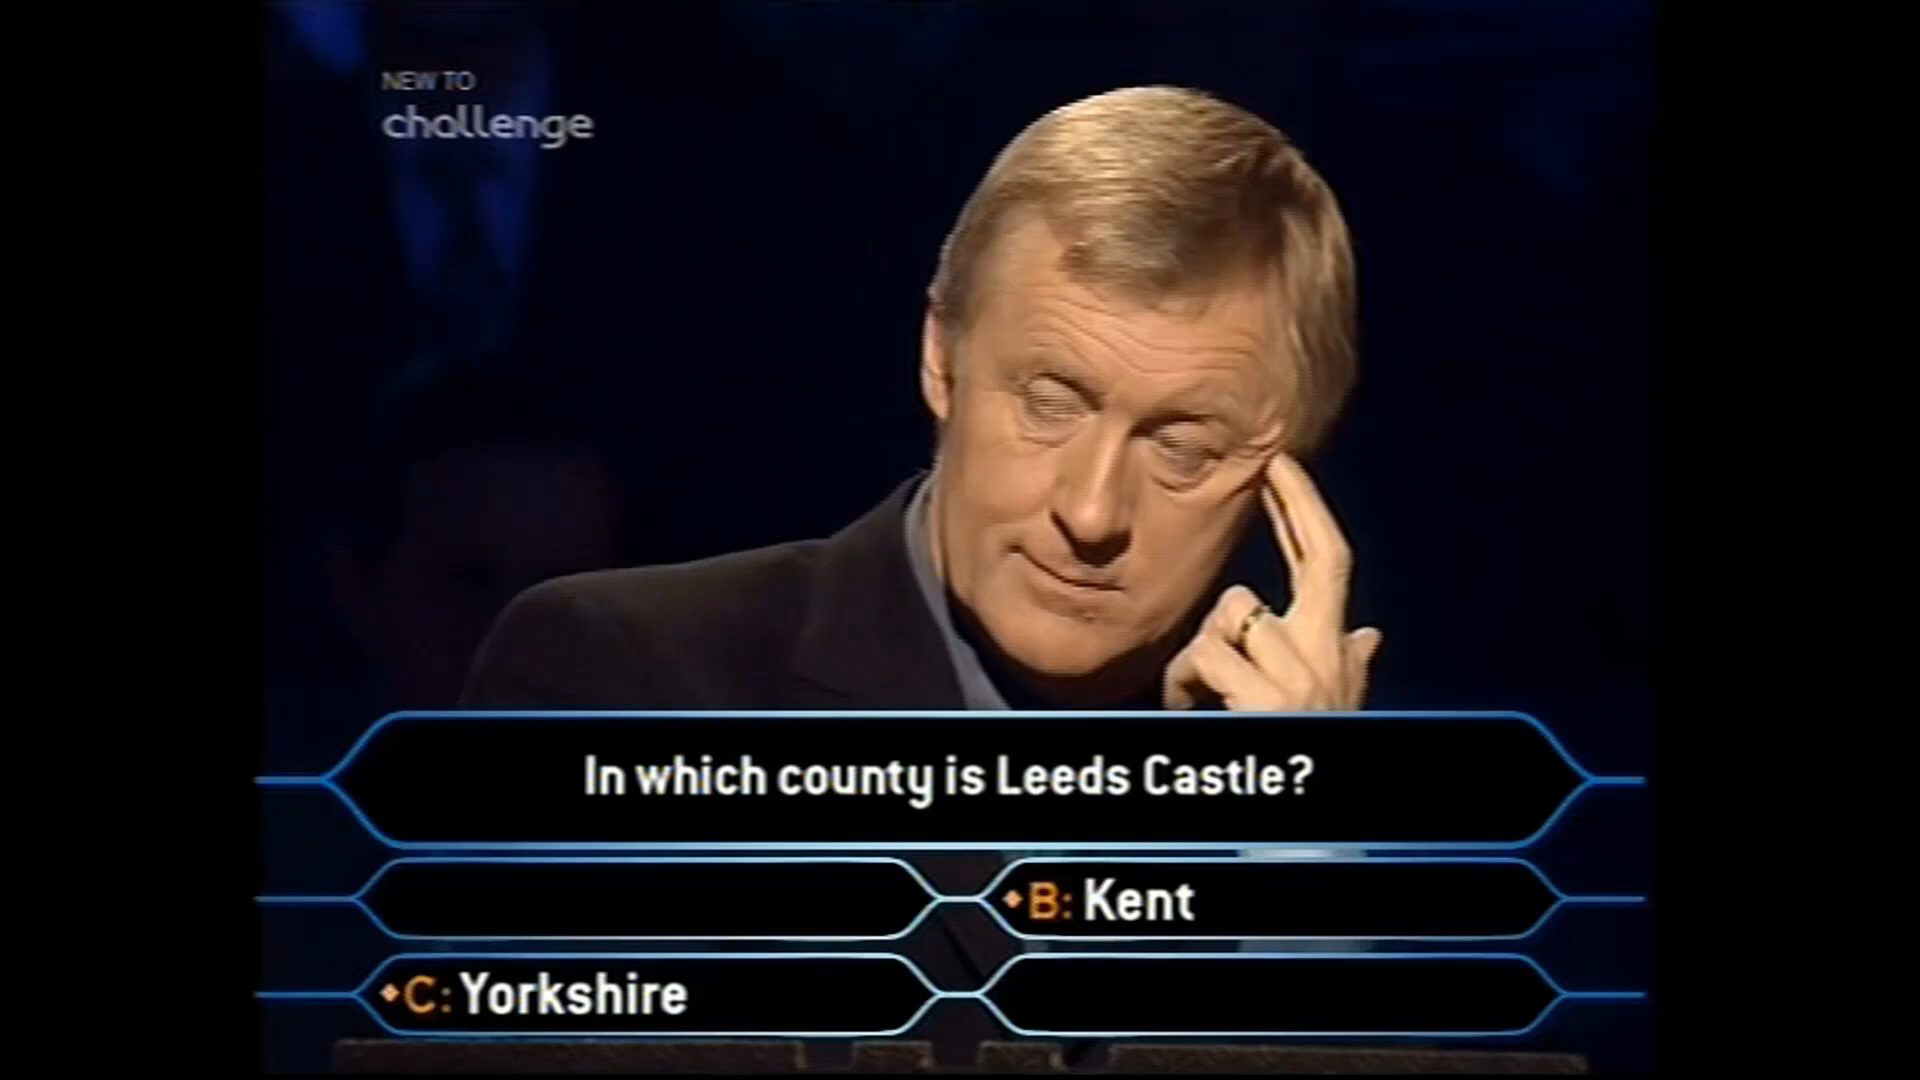 NEW TO
challenge
In which county is Leeds Castle?
B: Kent
C: Yorkshire